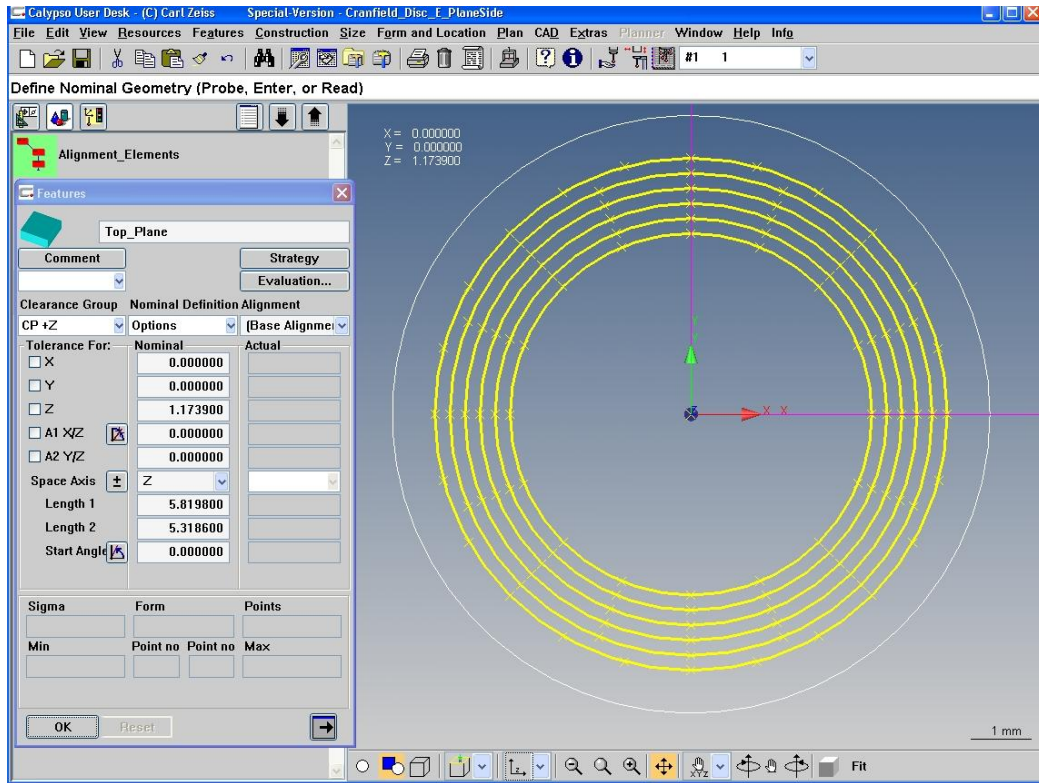 Calypso User Desk - (C) Carl Zeiss Special-Version - Cranfield_Disc_E_PlaneSide
File Edit View Resources Features Construction Size Form and Location Plan CAD Extras Planner Window Help Info
#1 1
Define Nominal Geometry (Probe, Enter, or Read)
Alignment_Elements
X = 0.000000
Y = 0.000000
Z = 1.173900
Features
Top_Plane
Comment Strategy
Evaluation...
Clearance Group Nominal Definition Alignment
CP +Z Options (Base Alignme
Tolerance For: Nominal Actual
X 0.000000
Y 0.000000
Z 1.173900
A1 X/Z 0.000000
A2 Y/Z 0.000000
Space Axis ± Z
Length 1 5.819800
Length 2 5.318600
Start Angle 0.000000
Sigma Form Points
Min Point no Point no Max
OK Reset
X X
1 mm
XYZ Fit